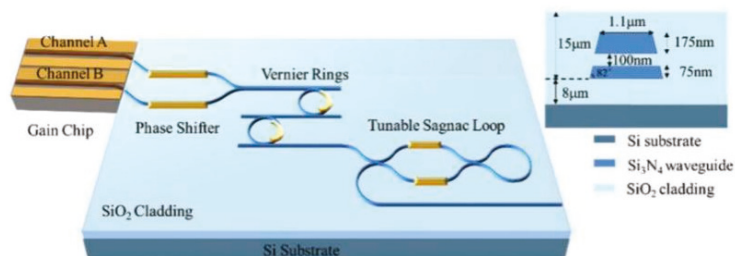 Channel A
Channel B
Gain Chip
Phase Shifter
Vernier Rings
Tunable Sagnac Loop
SiO₂ Cladding
Si Substrate
1.1μm
15μm
175nm
100nm
75nm
82°
8μm
Si substrate
Si₃N₄ waveguide
SiO₂ cladding